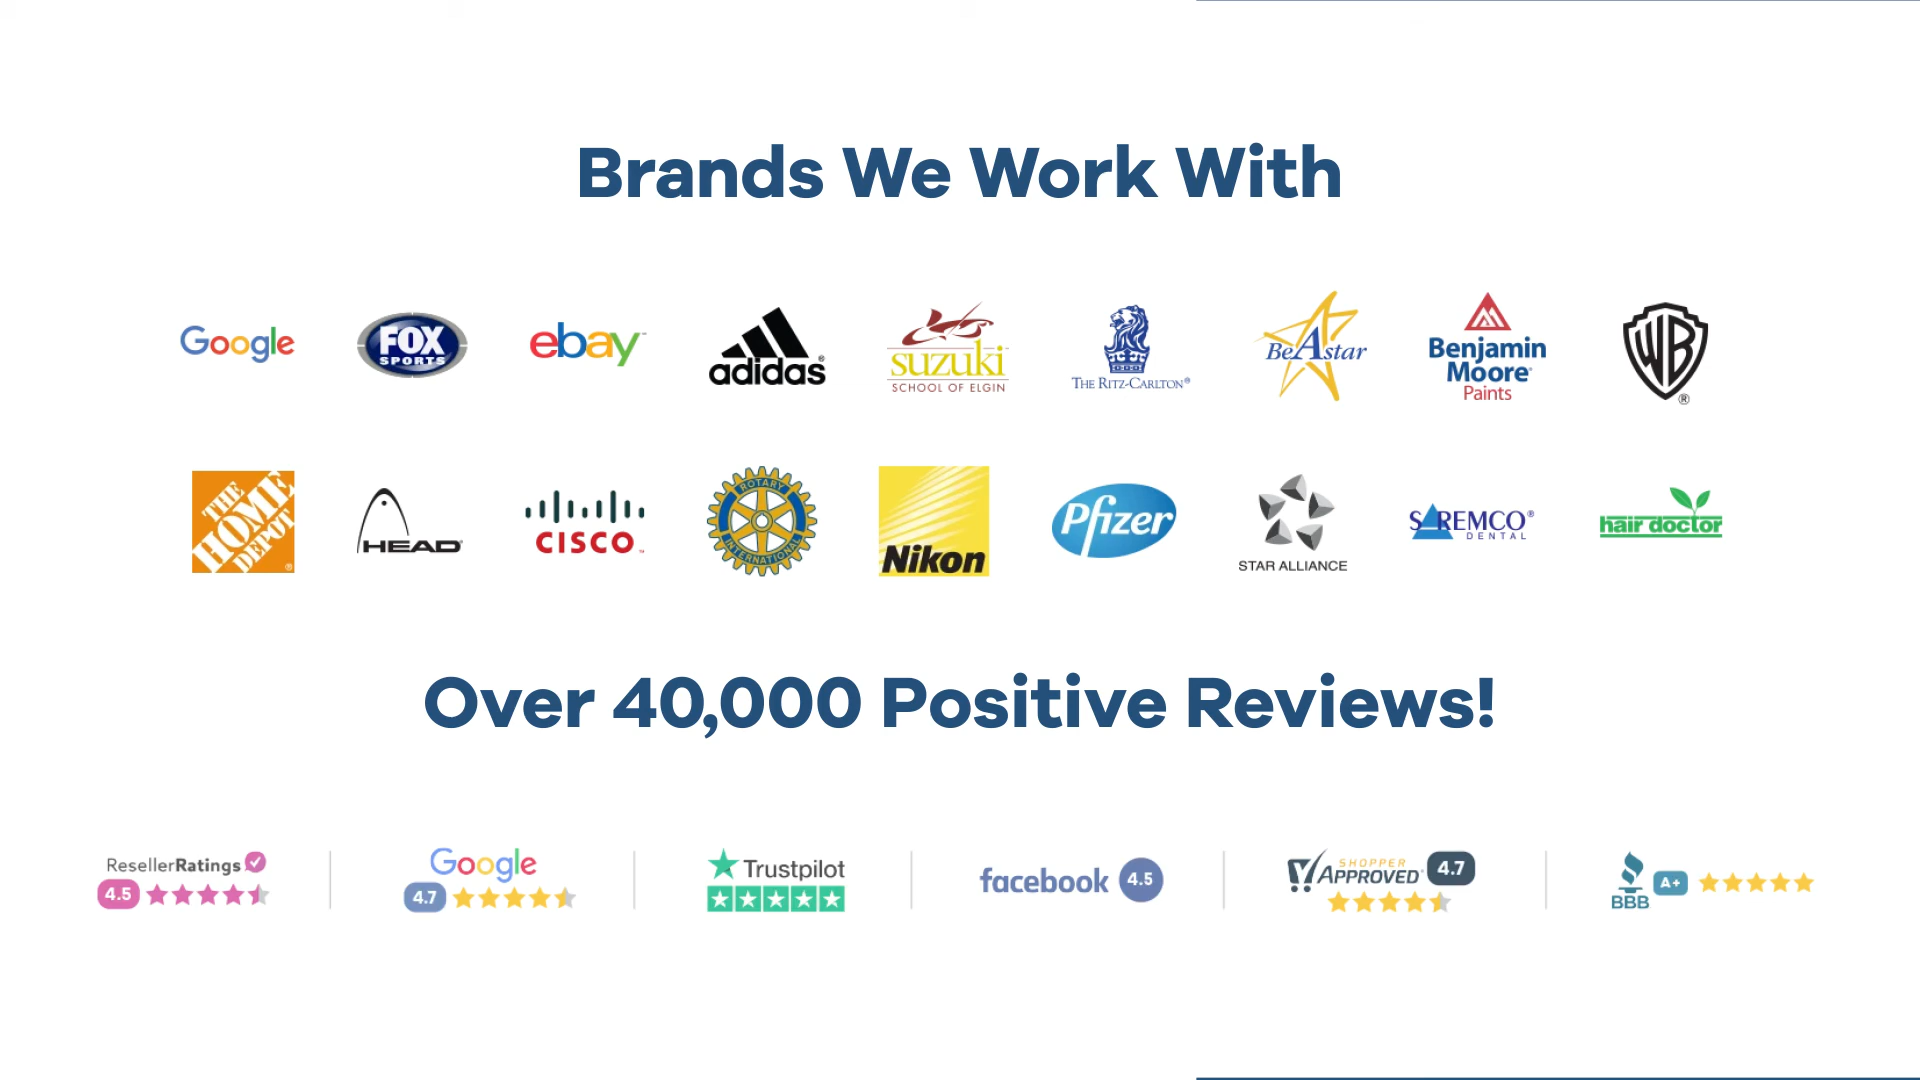 Brands We Work With
Google
FOX
SPORTS
ebay™
adidas®
suzuki
SCHOOL OF ELGIN
THE RITZ-CARLTON®
BeAstar
Benjamin
Moore®
Paints
WB®
THE
HOME
DEPOT®
HEAD®
CISCO™
ROTARY
INTERNATIONAL
Nikon
Pfizer
STAR ALLIANCE
SAREMCO®
DENTAL
hair doctor
Over 40,000 Positive Reviews!
ResellerRatings
4.5
Google
4.7
Trustpilot
facebook 4.5
SHOPPER
APPROVED® 4.7
BBB A+